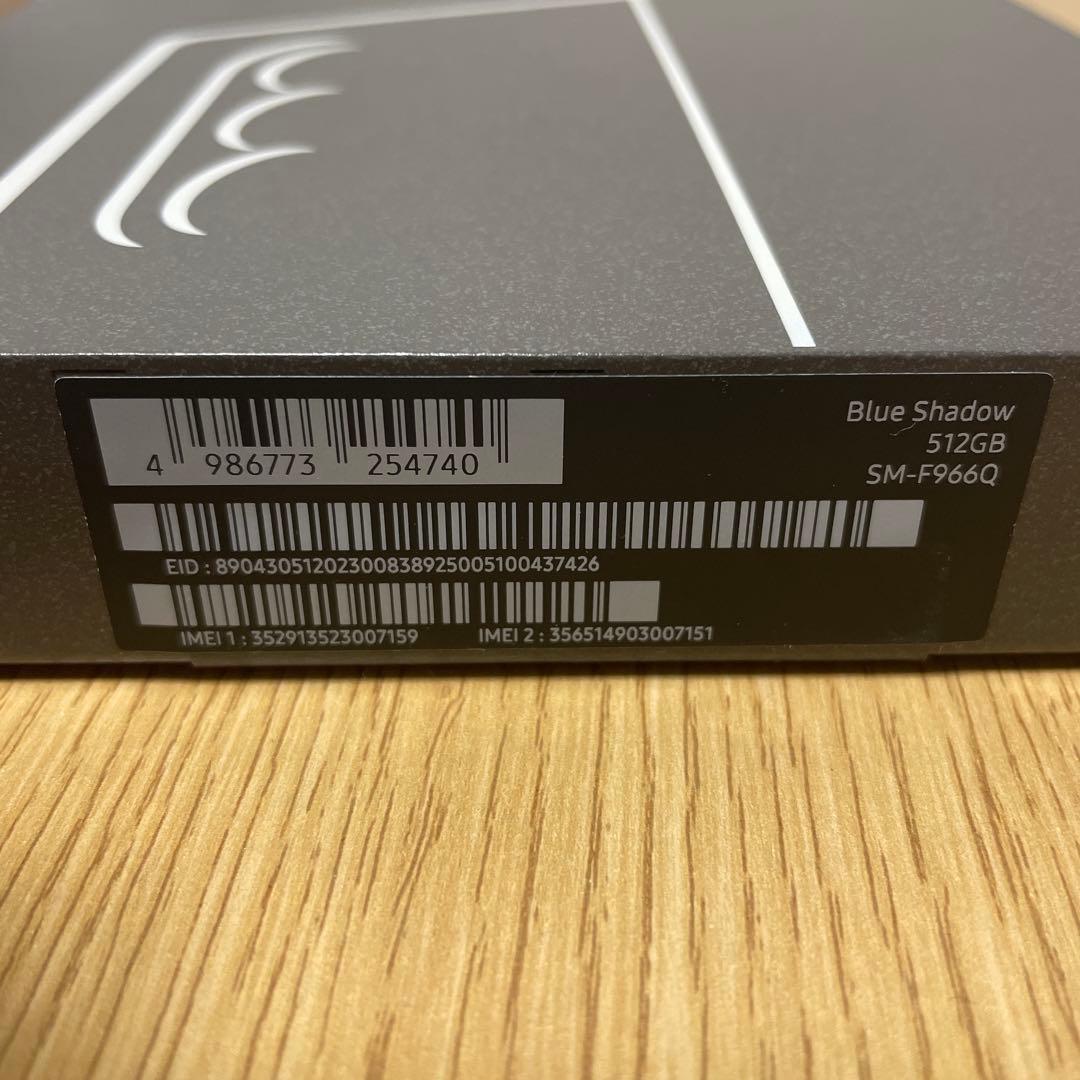 4 986773 254740
Blue Shadow
512GB
SM-F966Q
EID : 89043051202300838925005100437426
IMEI 1 : 352913523007159
IMEI 2 : 356514903007151